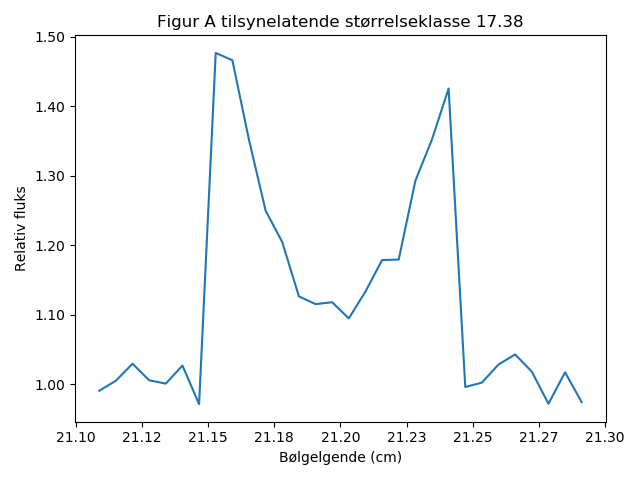 Figur A tilsynelatende størrelseklasse 17.38
1.50
1.40
1.30
1.20
1.10
1.00
Relativ fluks
21.10 21.12 21.15 21.18 21.20 21.23 21.25 21.27 21.30
Bølgelgende (cm)